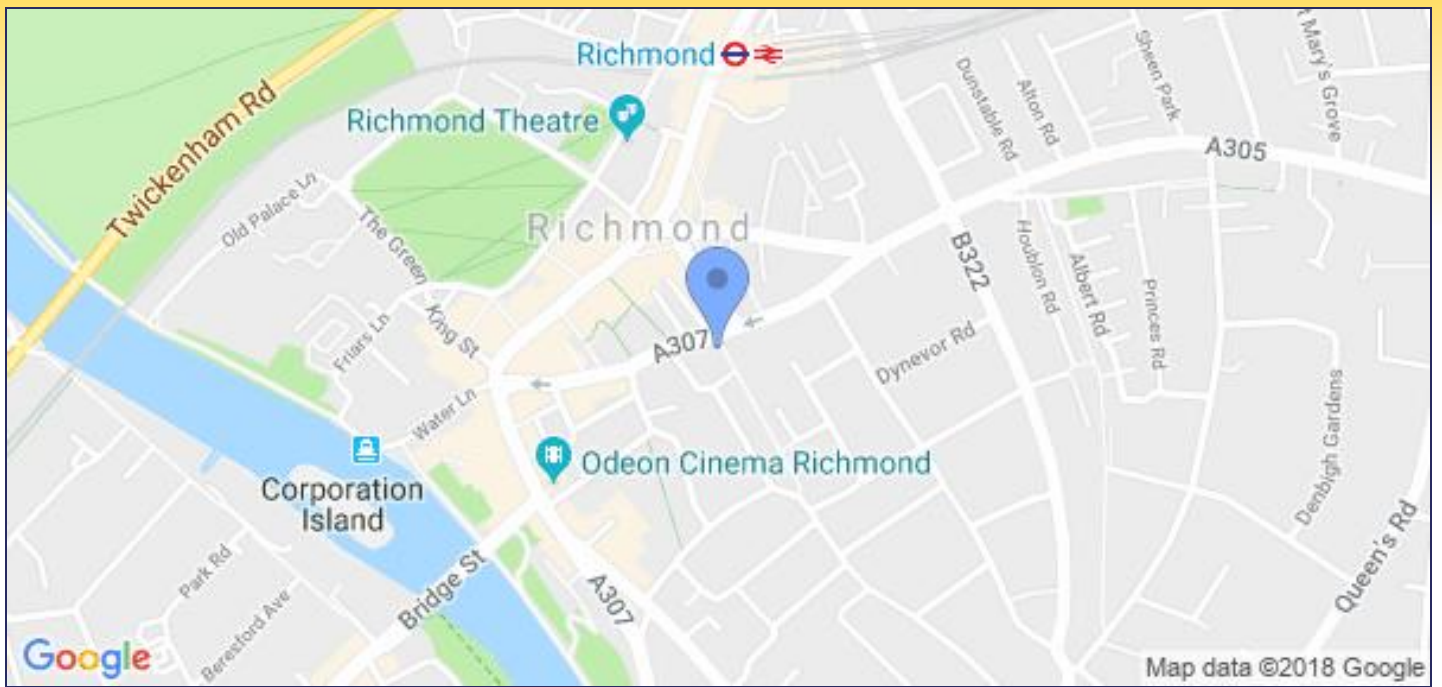 Richmond
Richmond Theatre
Twickenham Rd
Old Palace Ln
The Green
King St
Friars Ln
Water Ln
Richmond
Dunstable Rd
Alton Rd
Sheen Park
t Mary's Grove
A305
B322
Houblon Rd
Albert Rd
Princes Rd
A307
Dynevor Rd
Odeon Cinema Richmond
Corporation
Island
Denbigh Gardens
Queen's Rd
Park Rd
Beresford Ave
Bridge St
A307
Google
Map data ©2018 Google